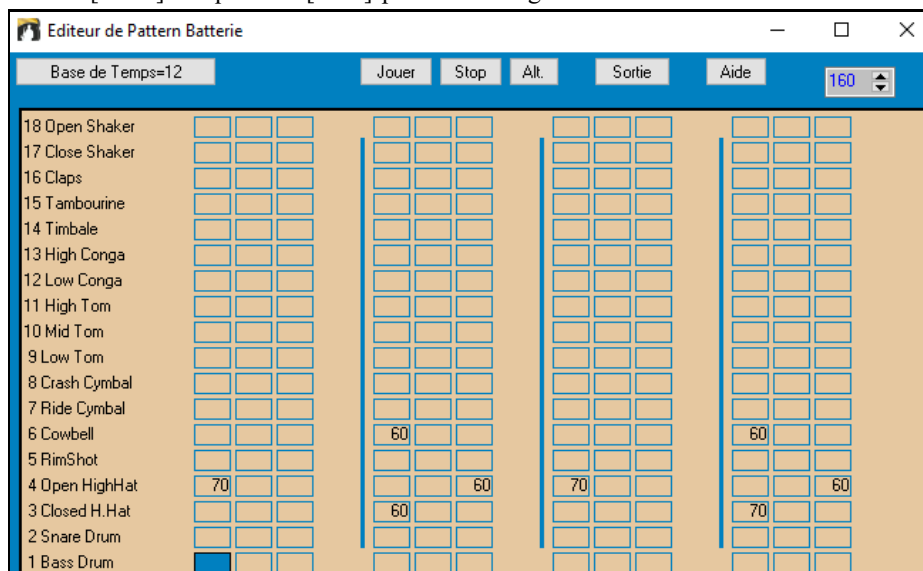 Editeur de Pattern Batterie
Base de Temps=12 Jouer Stop Alt. Sortie Aide 160
18 Open Shaker
17 Close Shaker
16 Claps
15 Tambourine
14 Timbale
13 High Conga
12 Low Conga
11 High Tom
10 Mid Tom
9 Low Tom
8 Crash Cymbal
7 Ride Cymbal
6 Cowbell 60 60
5 RimShot
4 Open HighHat 70 60 70 60
3 Closed H.Hat 60 70
2 Snare Drum
1 Bass Drum